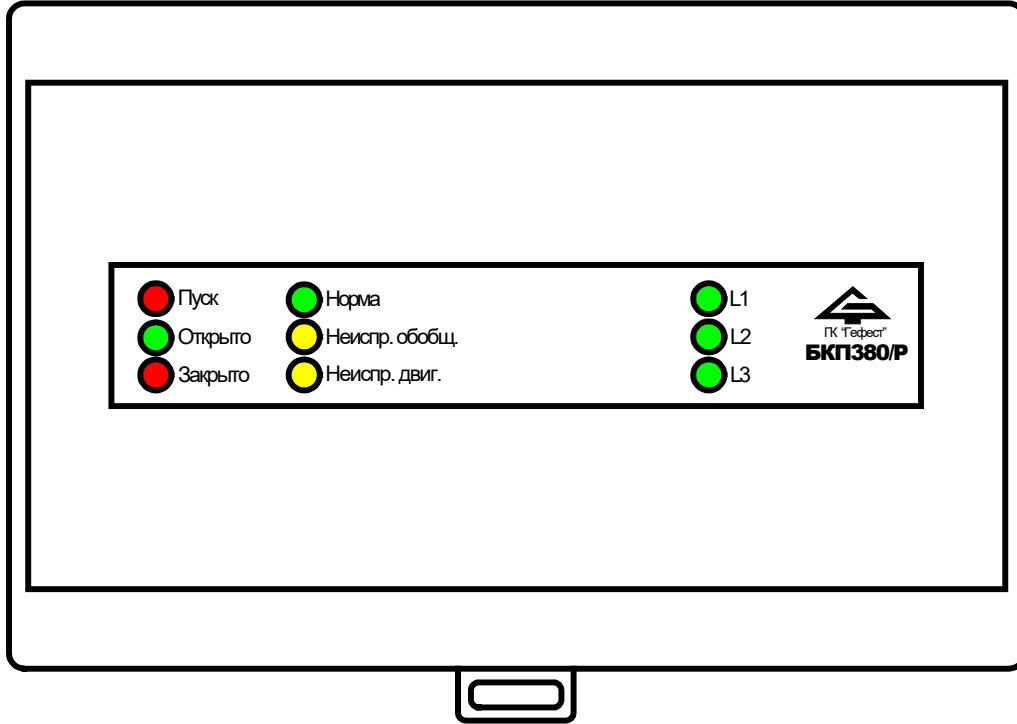 Пуск
Открыто
Закрыто
Норма
Неиспр. обобщ.
Неиспр. двиг.
L1
L2
L3
ГК "Гефест"
БКП380/Р